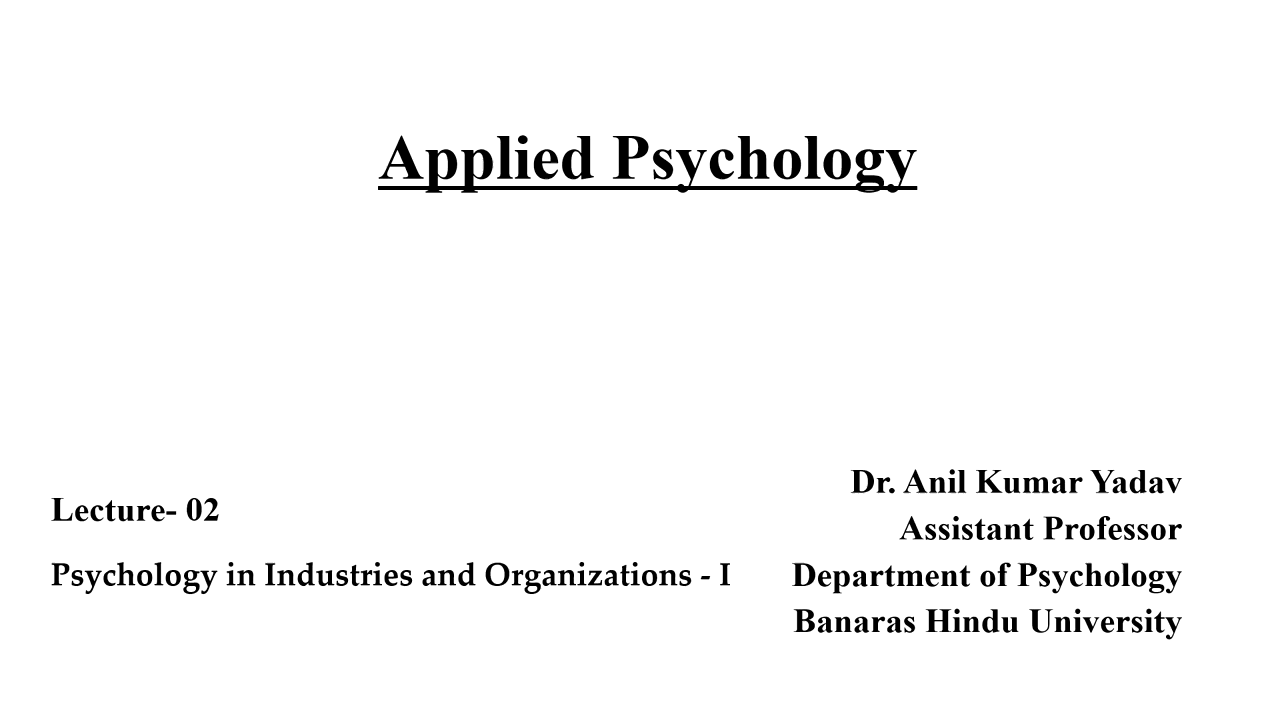 Applied Psychology
Lecture- 02
Psychology in Industries and Organizations - I
Dr. Anil Kumar Yadav
Assistant Professor
Department of Psychology
Banaras Hindu University